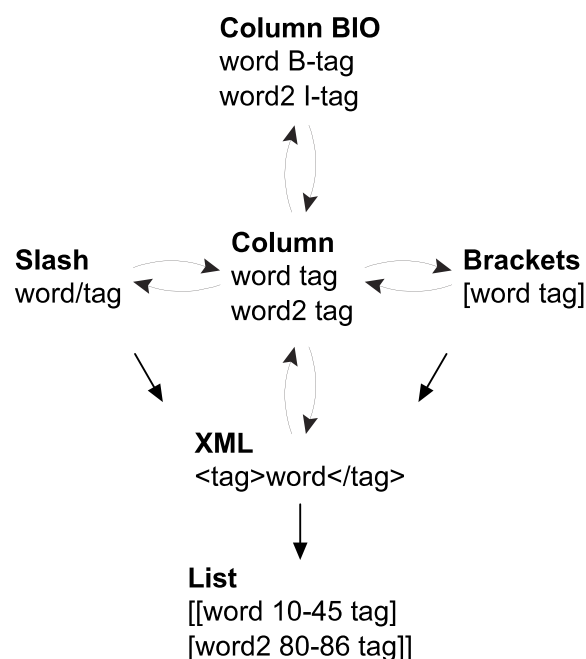 Column BIO
word B-tag
word2 I-tag
Slash
word/tag
Column
word tag
word2 tag
Brackets
[word tag]
XML
<tag>word</tag>
List
[[word 10-45 tag]
[word2 80-86 tag]]